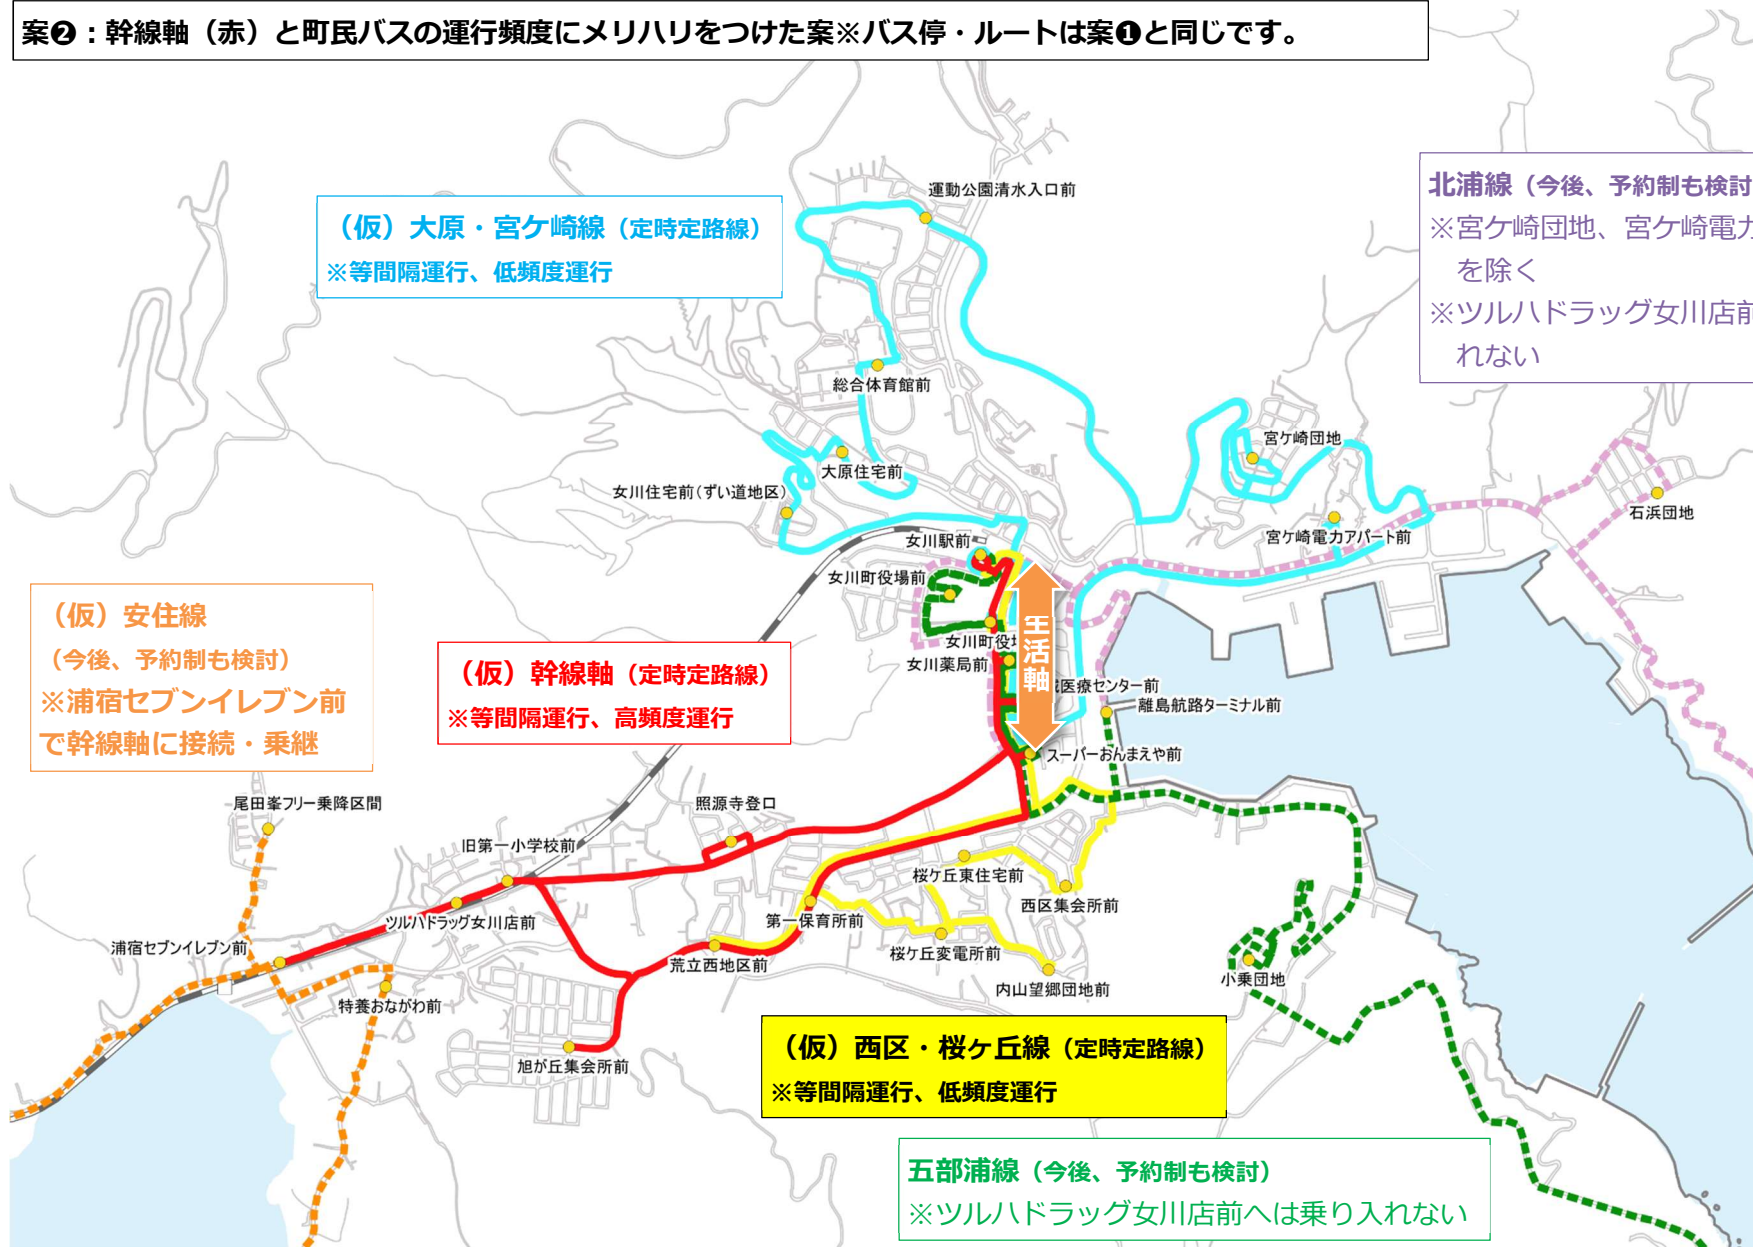 案❷：幹線軸（赤）と町民バスの運行頻度にメリハリをつけた案※バス停・ルートは案❶と同じです。
運動公園清水入口前
北浦線（今後、予約制も検討
※宮ケ崎団地、宮ケ崎電力
を除く
※ツルハドラッグ女川店前
れない
（仮）大原・宮ケ崎線（定時定路線）
※等間隔運行、低頻度運行
総合体育館前
宮ケ崎団地
大原住宅前
女川住宅前(ずい道地区)
石浜団地
女川駅前
宮ケ崎電力アパート前
女川町役場前
（仮）安住線
（今後、予約制も検討）
※浦宿セブンイレブン前
で幹線軸に接続・乗継
（仮）幹線軸（定時定路線）
※等間隔運行、高頻度運行
生活軸
女川町役
女川薬局前
医療センター前
離島航路ターミナル前
スーパーおんまえや前
尾田峯フリー乗降区間
照源寺登口
旧第一小学校前
桜ケ丘東住宅前
西区集会所前
ツルハドラッグ女川店前
第一保育所前
浦宿セブンイレブン前
荒立西地区前
桜ケ丘変電所前
小乗団地
内山望郷団地前
特養おながわ前
旭が丘集会所前
（仮）西区・桜ヶ丘線（定時定路線）
※等間隔運行、低頻度運行
五部浦線（今後、予約制も検討）
※ツルハドラッグ女川店前へは乗り入れない